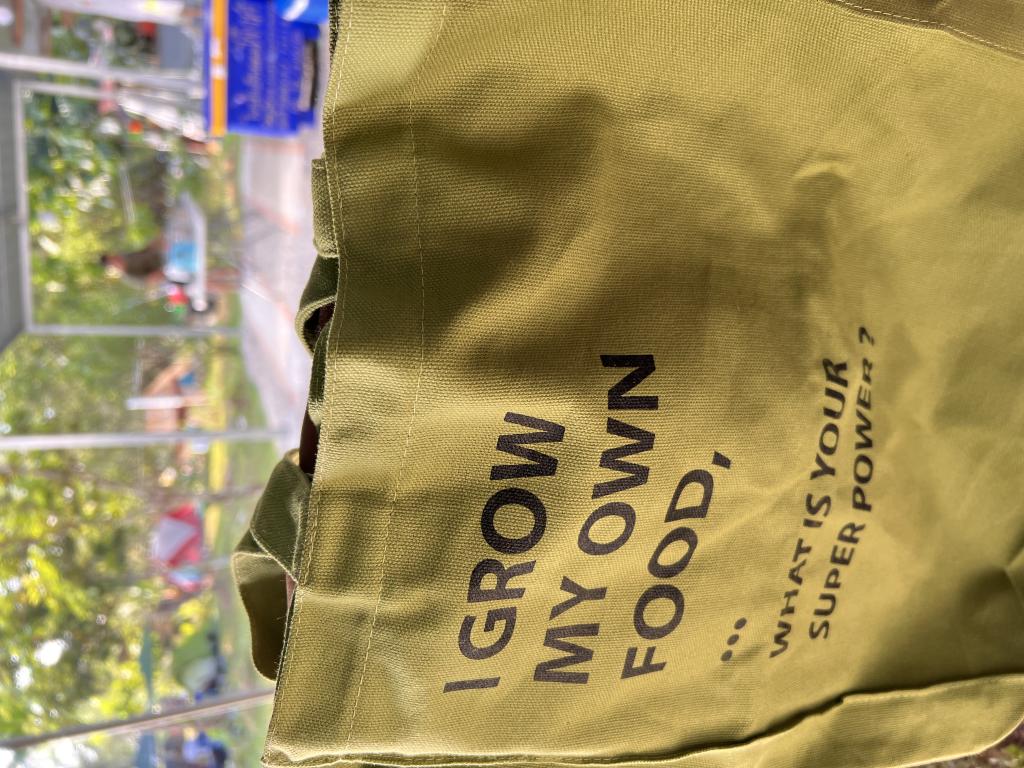 I GROW
MY OWN
FOOD,
...
WHAT IS YOUR
SUPER POWER ?